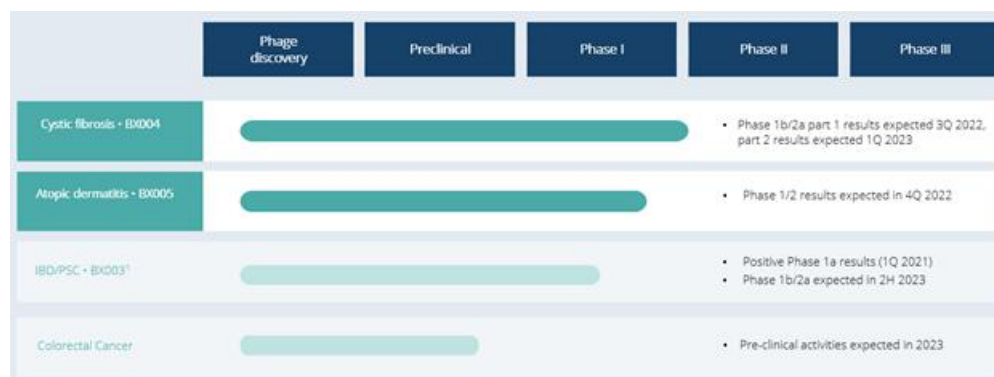 Phage
discovery
Preclinical
Phase I
Phase II
Phase III
Cystic fibrosis • BX004
• Phase 1b/2a part 1 results expected 3Q 2022,
part 2 results expected 1Q 2023
Atopic dermatitis • BX005
• Phase 1/2 results expected in 4Q 2022
IBD/PSC • BX003¹
• Positive Phase 1a results (1Q 2021)
• Phase 1b/2a expected in 2H 2023
Colorectal Cancer
• Pre-clinical activities expected in 2023